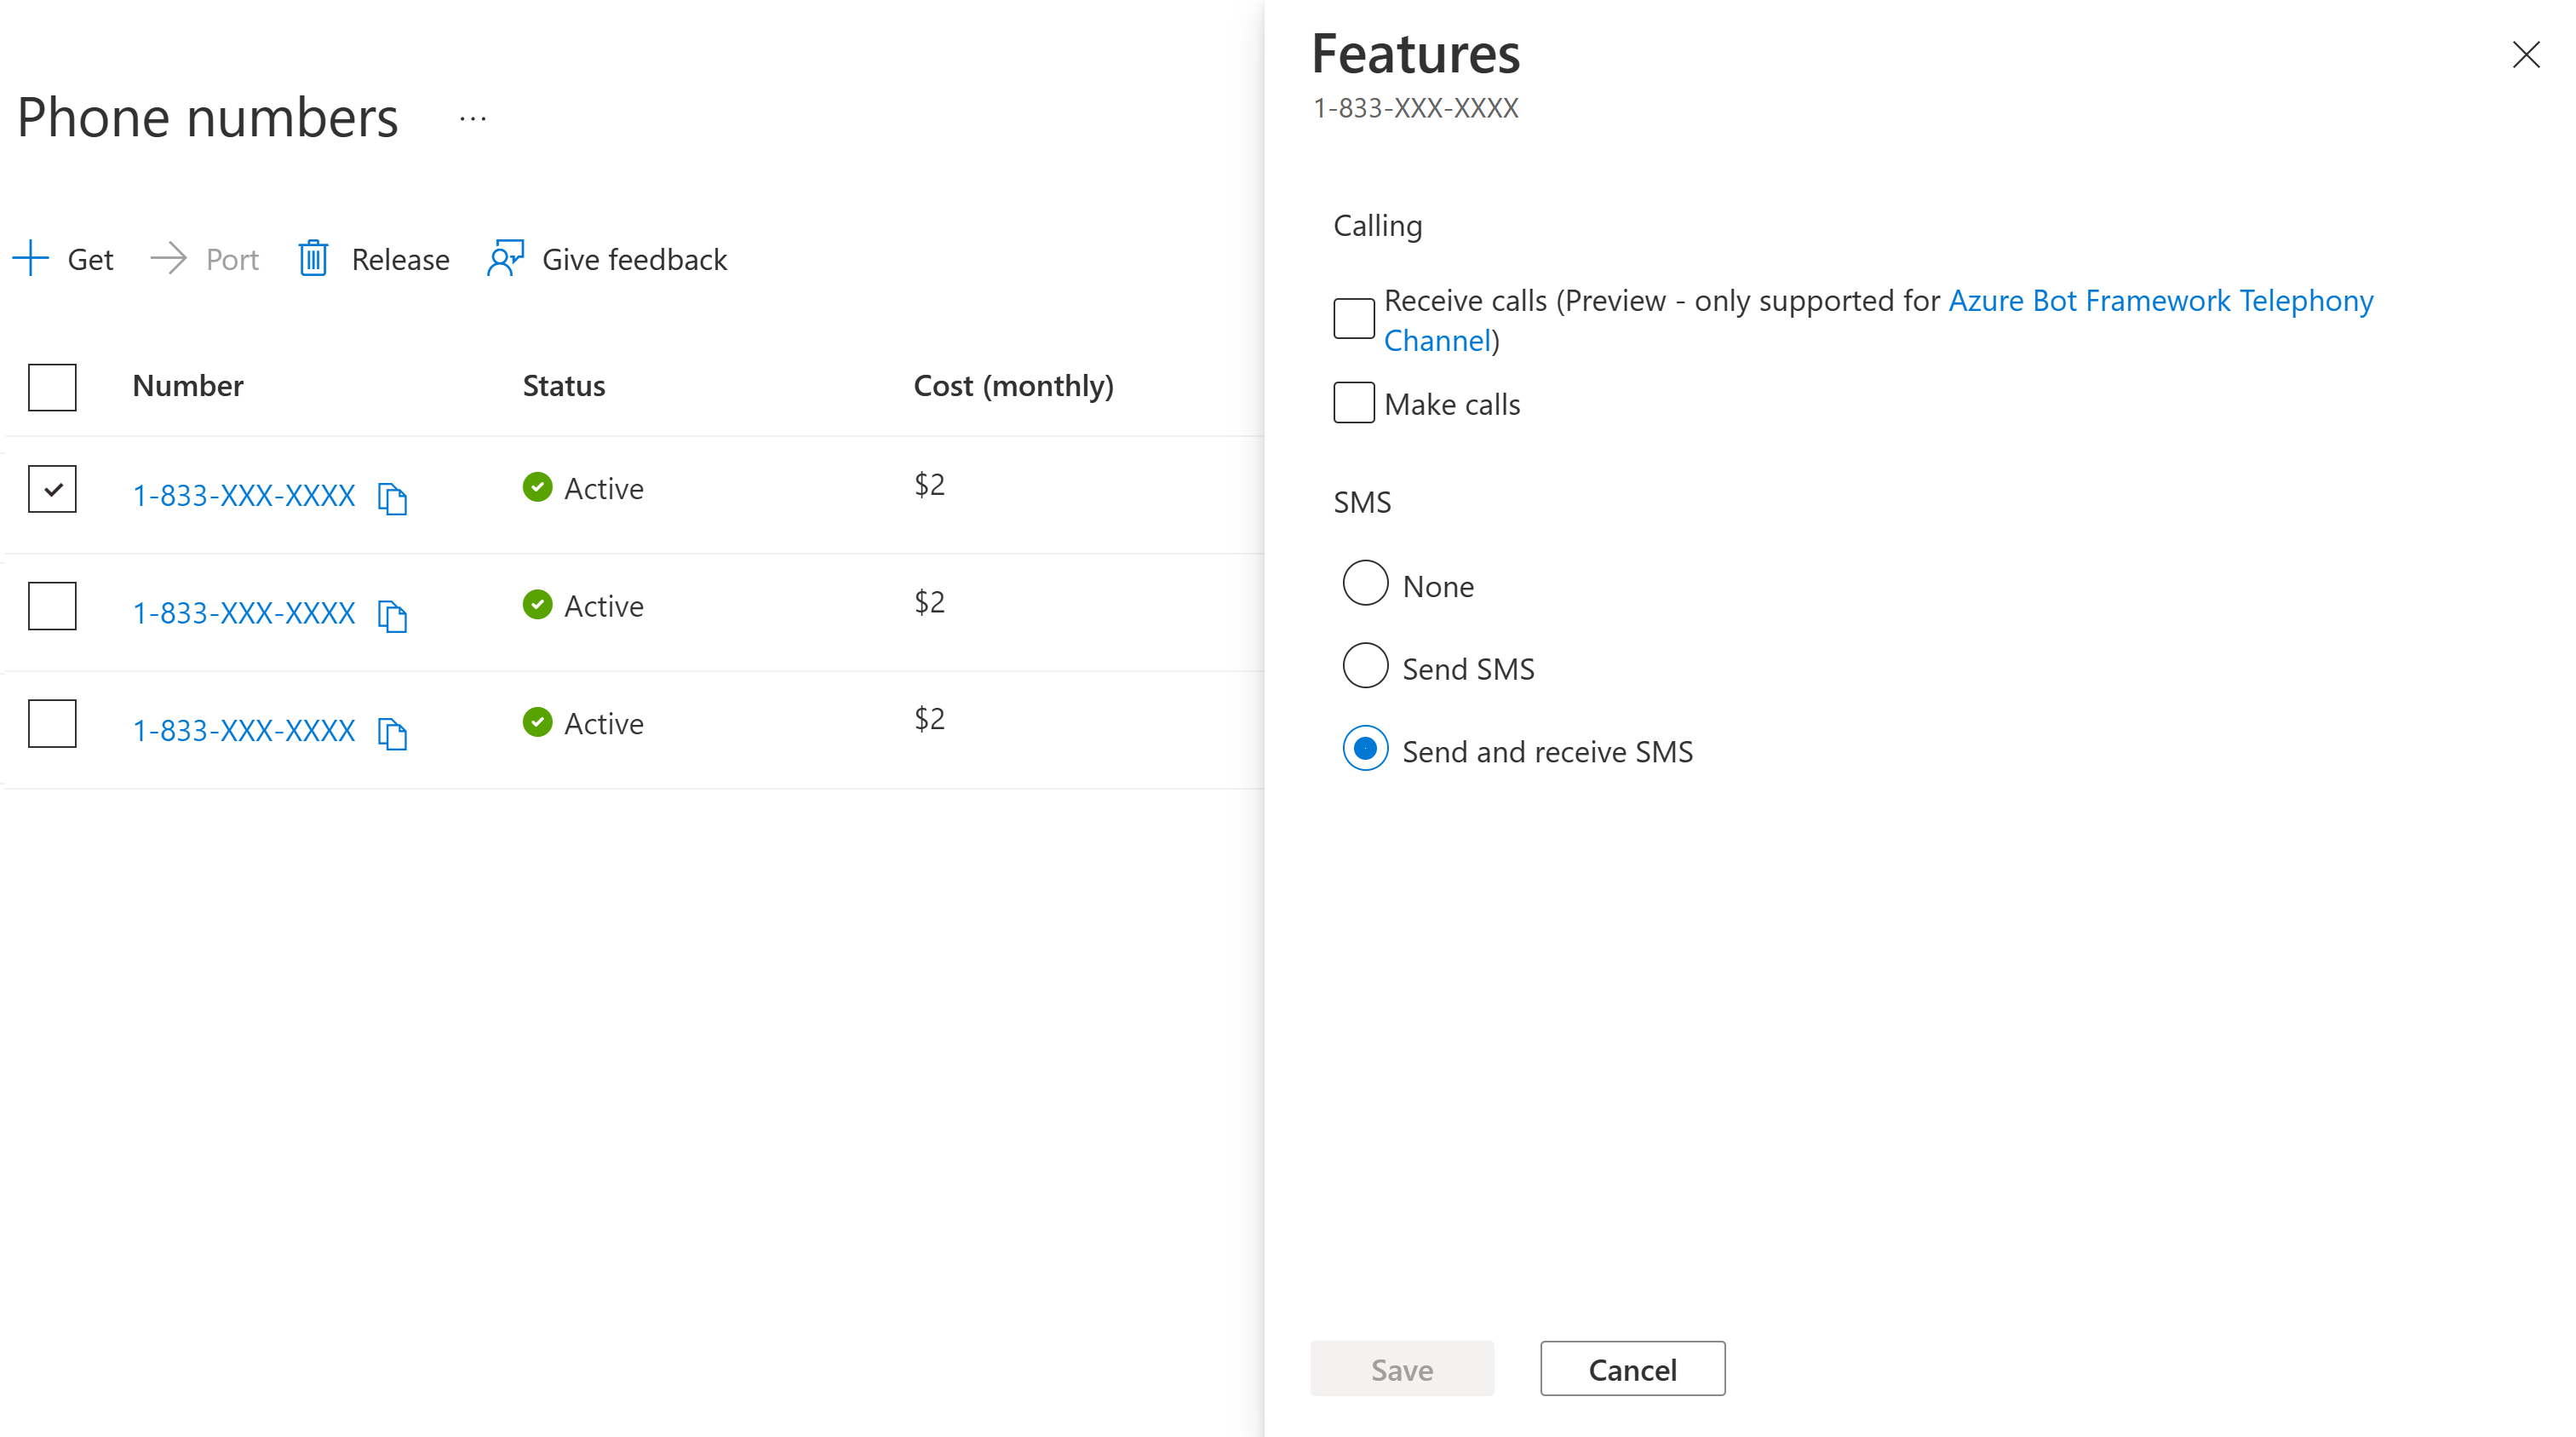 Phone numbers ...
Get Port Release Give feedback
Number Status Cost (monthly)
1-833-XXX-XXXX Active $2
1-833-XXX-XXXX Active $2
1-833-XXX-XXXX Active $2
Features
1-833-XXX-XXXX
Calling
Receive calls (Preview - only supported for Azure Bot Framework Telephony
Channel)
Make calls
SMS
None
Send SMS
Send and receive SMS
Save Cancel